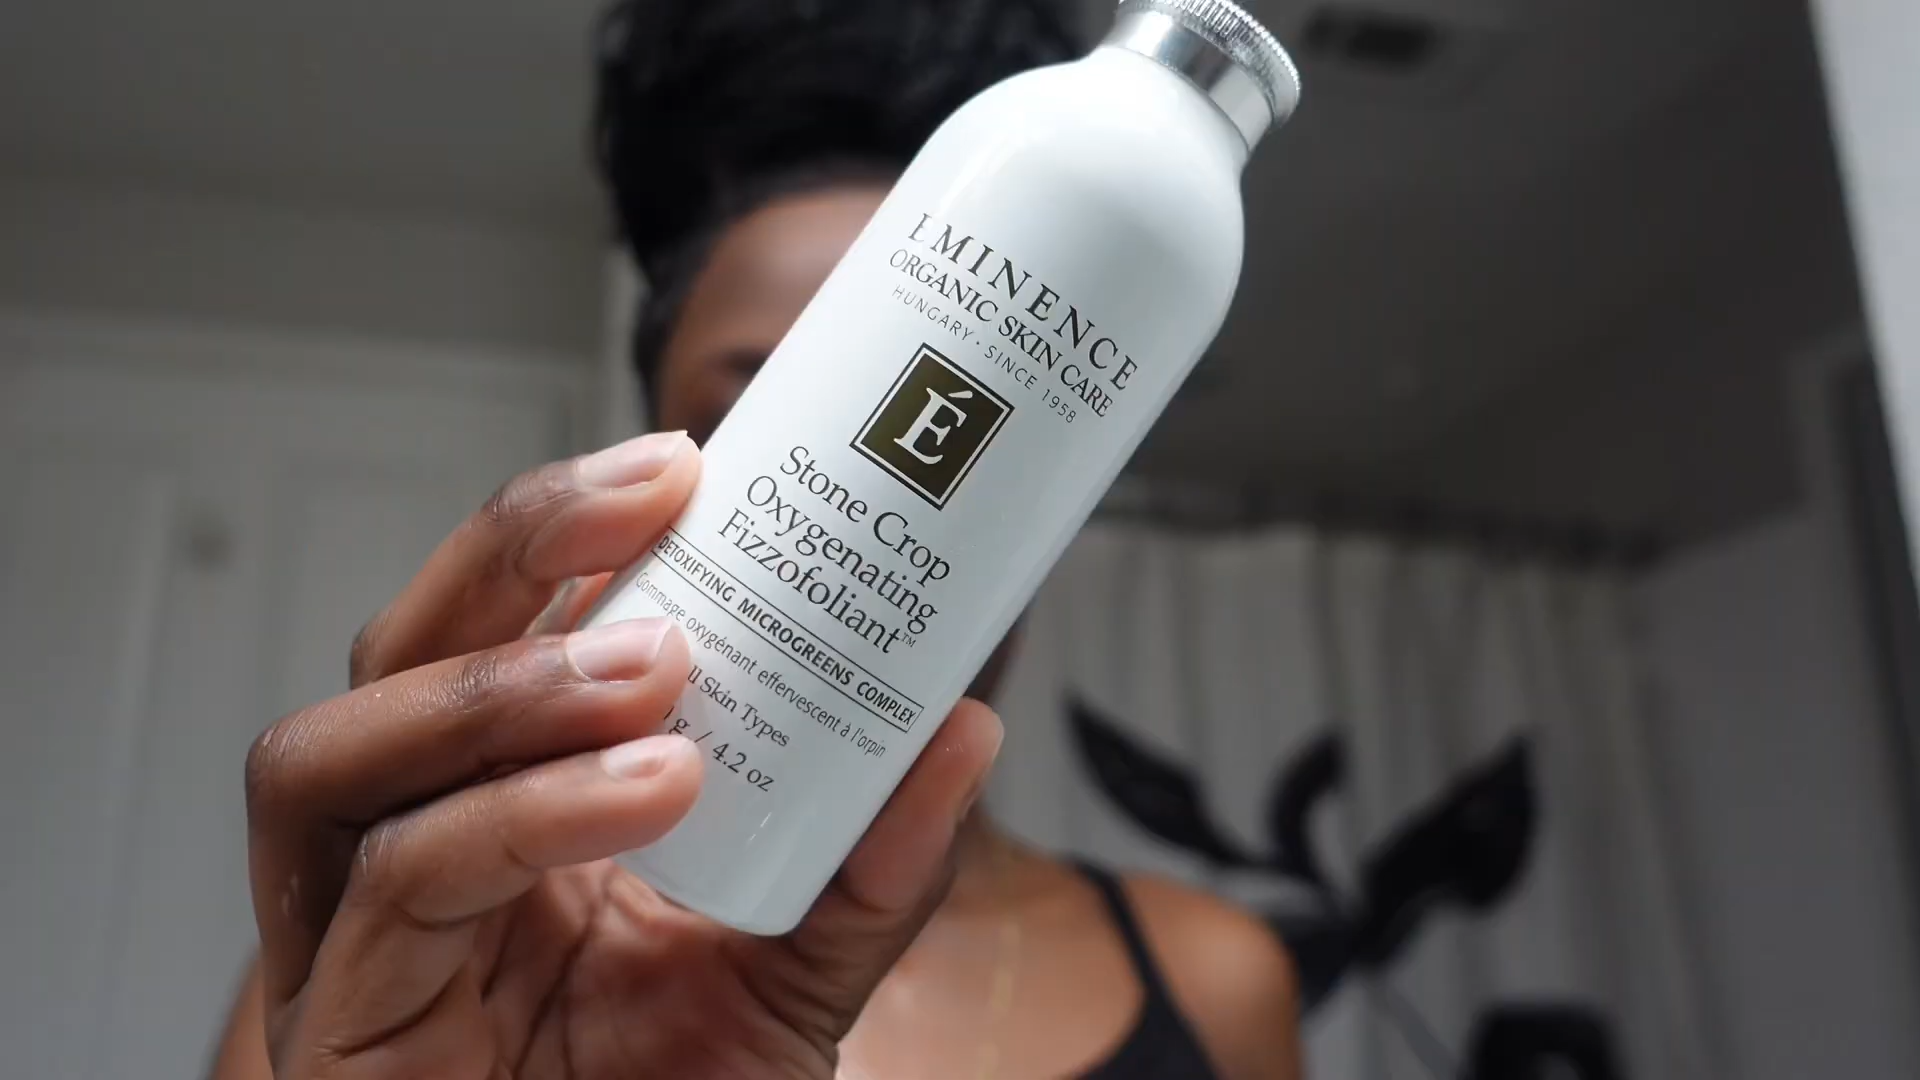 EMINENCE
ORGANIC SKIN CARE
HUNGARY · SINCE 1958
É
Stone Crop
Oxygenating
Fizzofoliant™
DETOXIFYING MICROGREENS COMPLEX
Gommage oxygénant effervescent à l'orpin
Skin Types
g / 4.2 oz